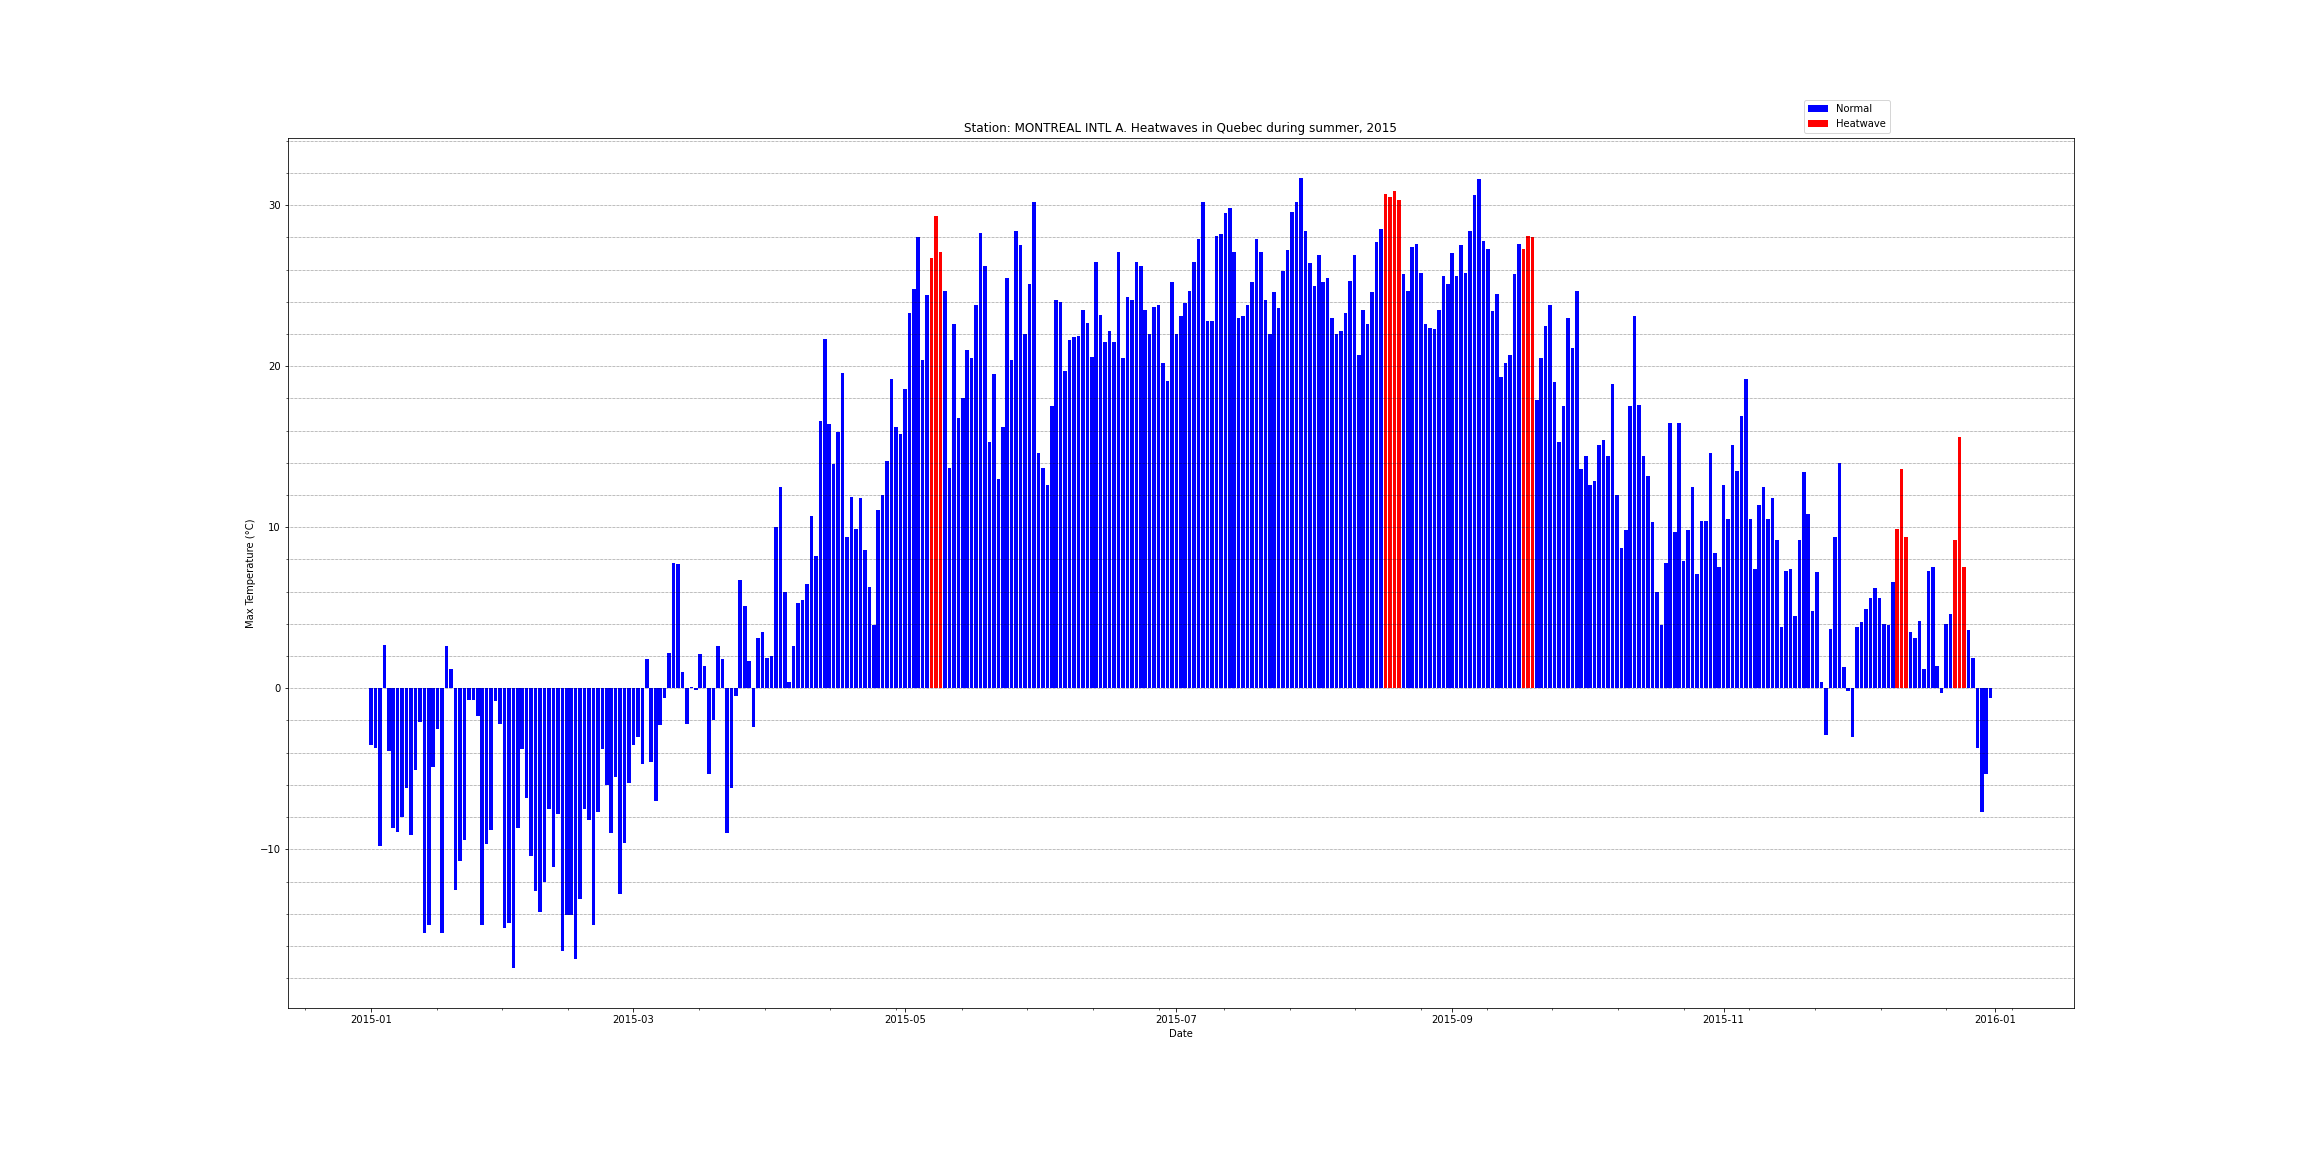 Normal
Heatwave
Station: MONTREAL INTL A. Heatwaves in Quebec during summer, 2015
30
20
10
0
−10
Max Temperature (°C)
2015-01 2015-03 2015-05 2015-07 2015-09 2015-11 2016-01
Date